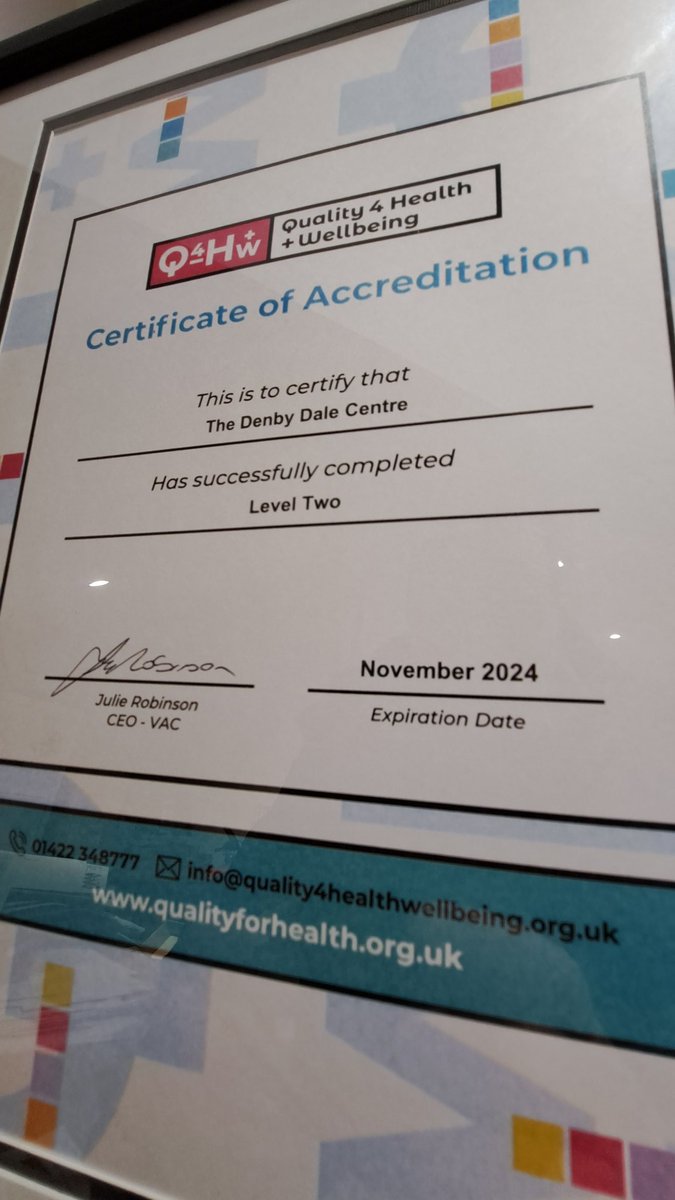 Q4Hw+
Quality 4 Health
+ Wellbeing
Certificate of Accreditation
This is to certify that
The Denby Dale Centre
Has successfully completed
Level Two
Julie Robinson
CEO - VAC
November 2024
Expiration Date
01422 348777 info@quality4healthwellbeing.org.uk
www.qualityforhealth.org.uk